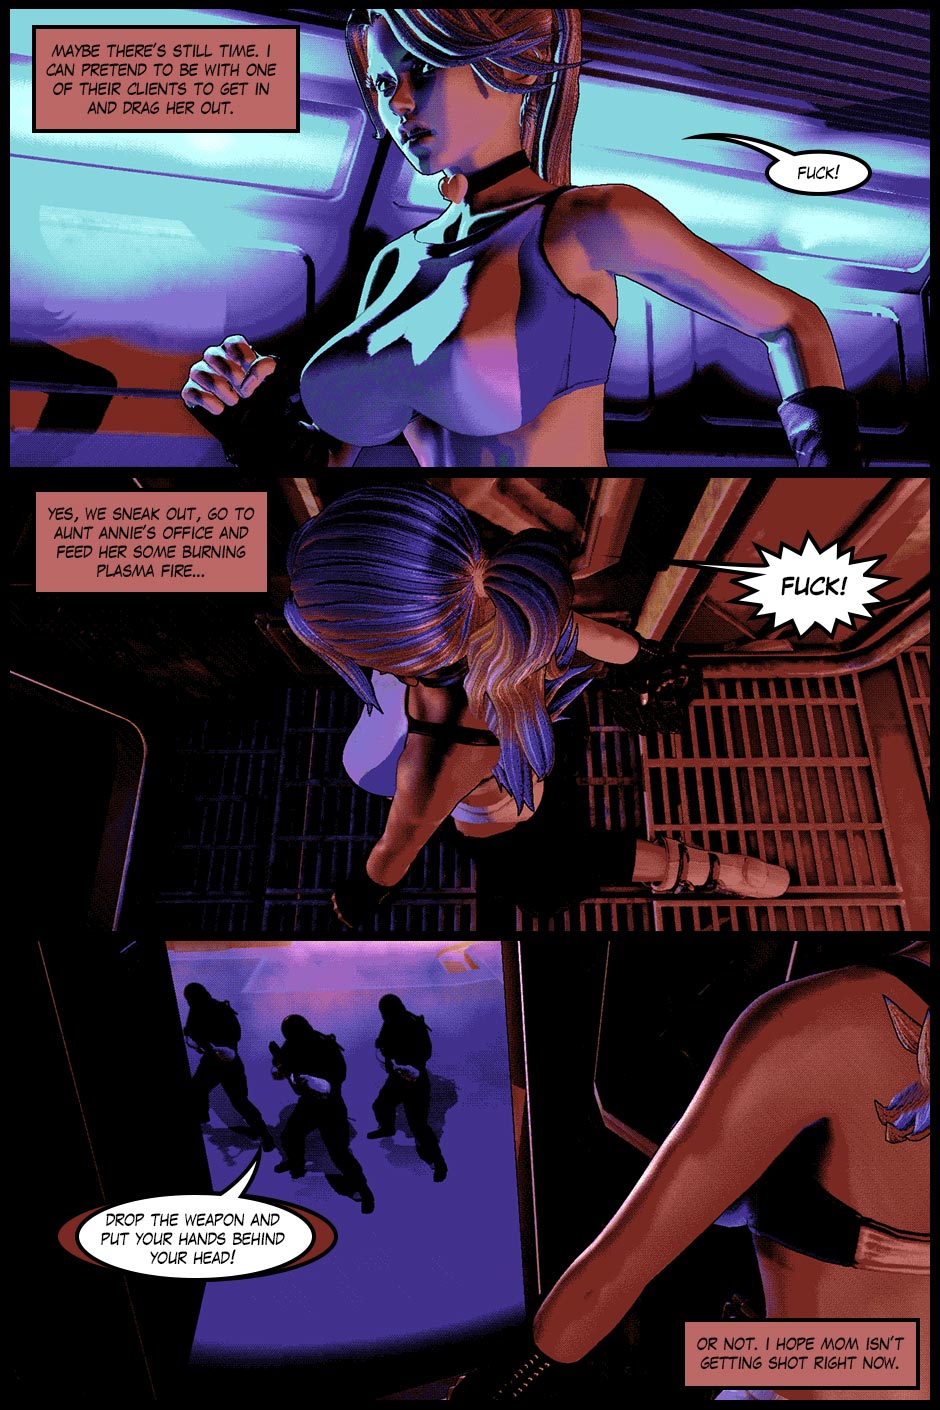 MAYBE THERE'S STILL TIME. I
CAN PRETEND TO BE WITH ONE
OF THEIR CLIENTS TO GET IN
AND DRAG HER OUT.
FUCK!
YES, WE SNEAK OUT, GO TO
AUNT ANNIE'S OFFICE AND
FEED HER SOME BURNING
PLASMA FIRE...
FUCK!
DROP THE WEAPON AND
PUT YOUR HANDS BEHIND
YOUR HEAD!
OR NOT. I HOPE MOM ISN'T
GETTING SHOT RIGHT NOW.